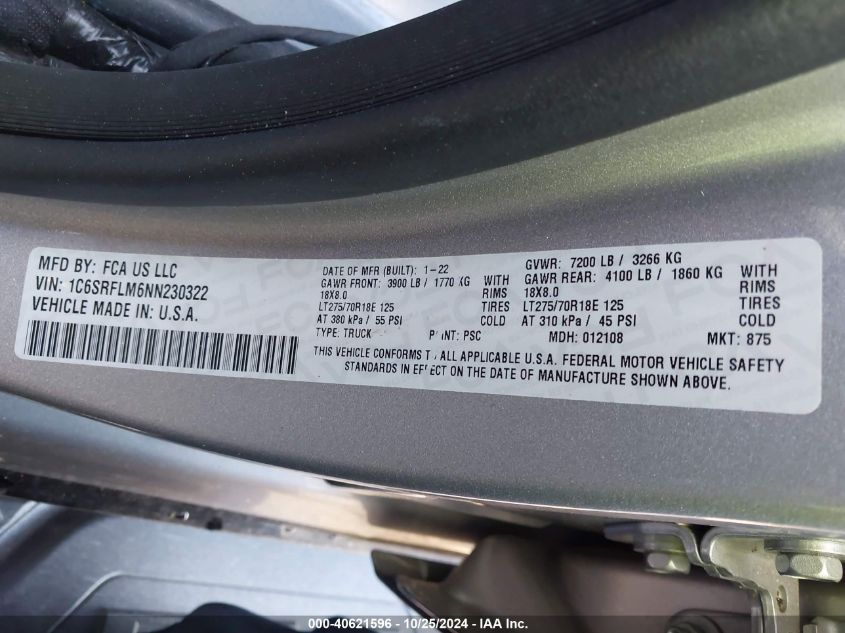 MFD BY: FCA US LLC
VIN: 1C6SRFLM6NN230322
VEHICLE MADE IN: U.S.A.
DATE OF MFR (BUILT): 1-22 GVWR: 7200 LB / 3266 KG
GAWR FRONT: 3900 LB / 1770 KG WITH GAWR REAR: 4100 LB / 1860 KG WITH
18X8.0 RIMS 18X8.0 RIMS
LT275/70R18E 125 TIRES LT275/70R18E 125 TIRES
AT 380 kPa / 55 PSI COLD AT 310 kPa / 45 PSI COLD
TYPE: TRUCK P INT: PSC MDH: 012108 MKT: 875
THIS VEHICLE CONFORMS T ALL APPLICABLE U.S.A. FEDERAL MOTOR VEHICLE SAFETY
STANDARDS IN EFFECT ON THE DATE OF MANUFACTURE SHOWN ABOVE.
000-40621596 - 10/25/2024 - IAA Inc.